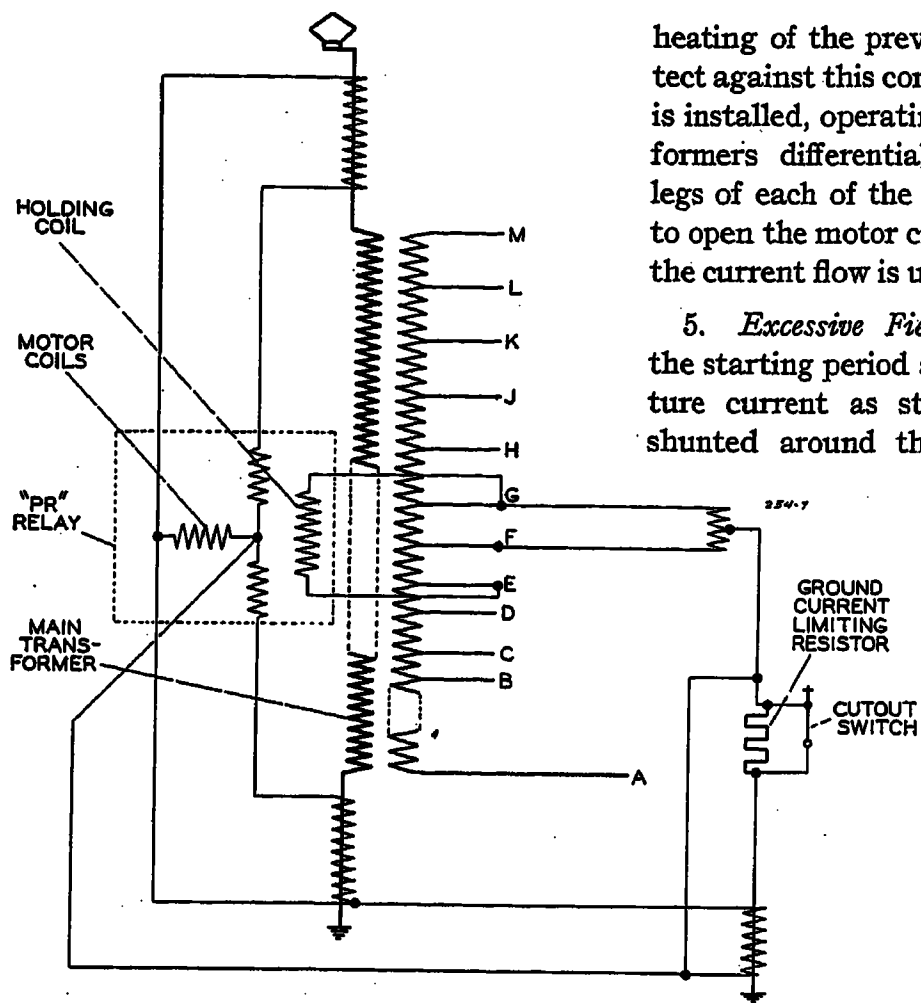 heating of the prev
tect against this con
is installed, operatin
formers differential,
legs of each of the
to open the motor c
the current flow is u
5. Excessive Fie
the starting period a
ture current as st
shunted around th
HOLDING
COIL
MOTOR
COILS
"PR"
RELAY
MAIN
TRANS-
FORMER
M
L
K
J
H
G
F
E
D
C
B
A
254-7
GROUND
CURRENT
LIMITING
RESISTOR
CUTOUT
SWITCH